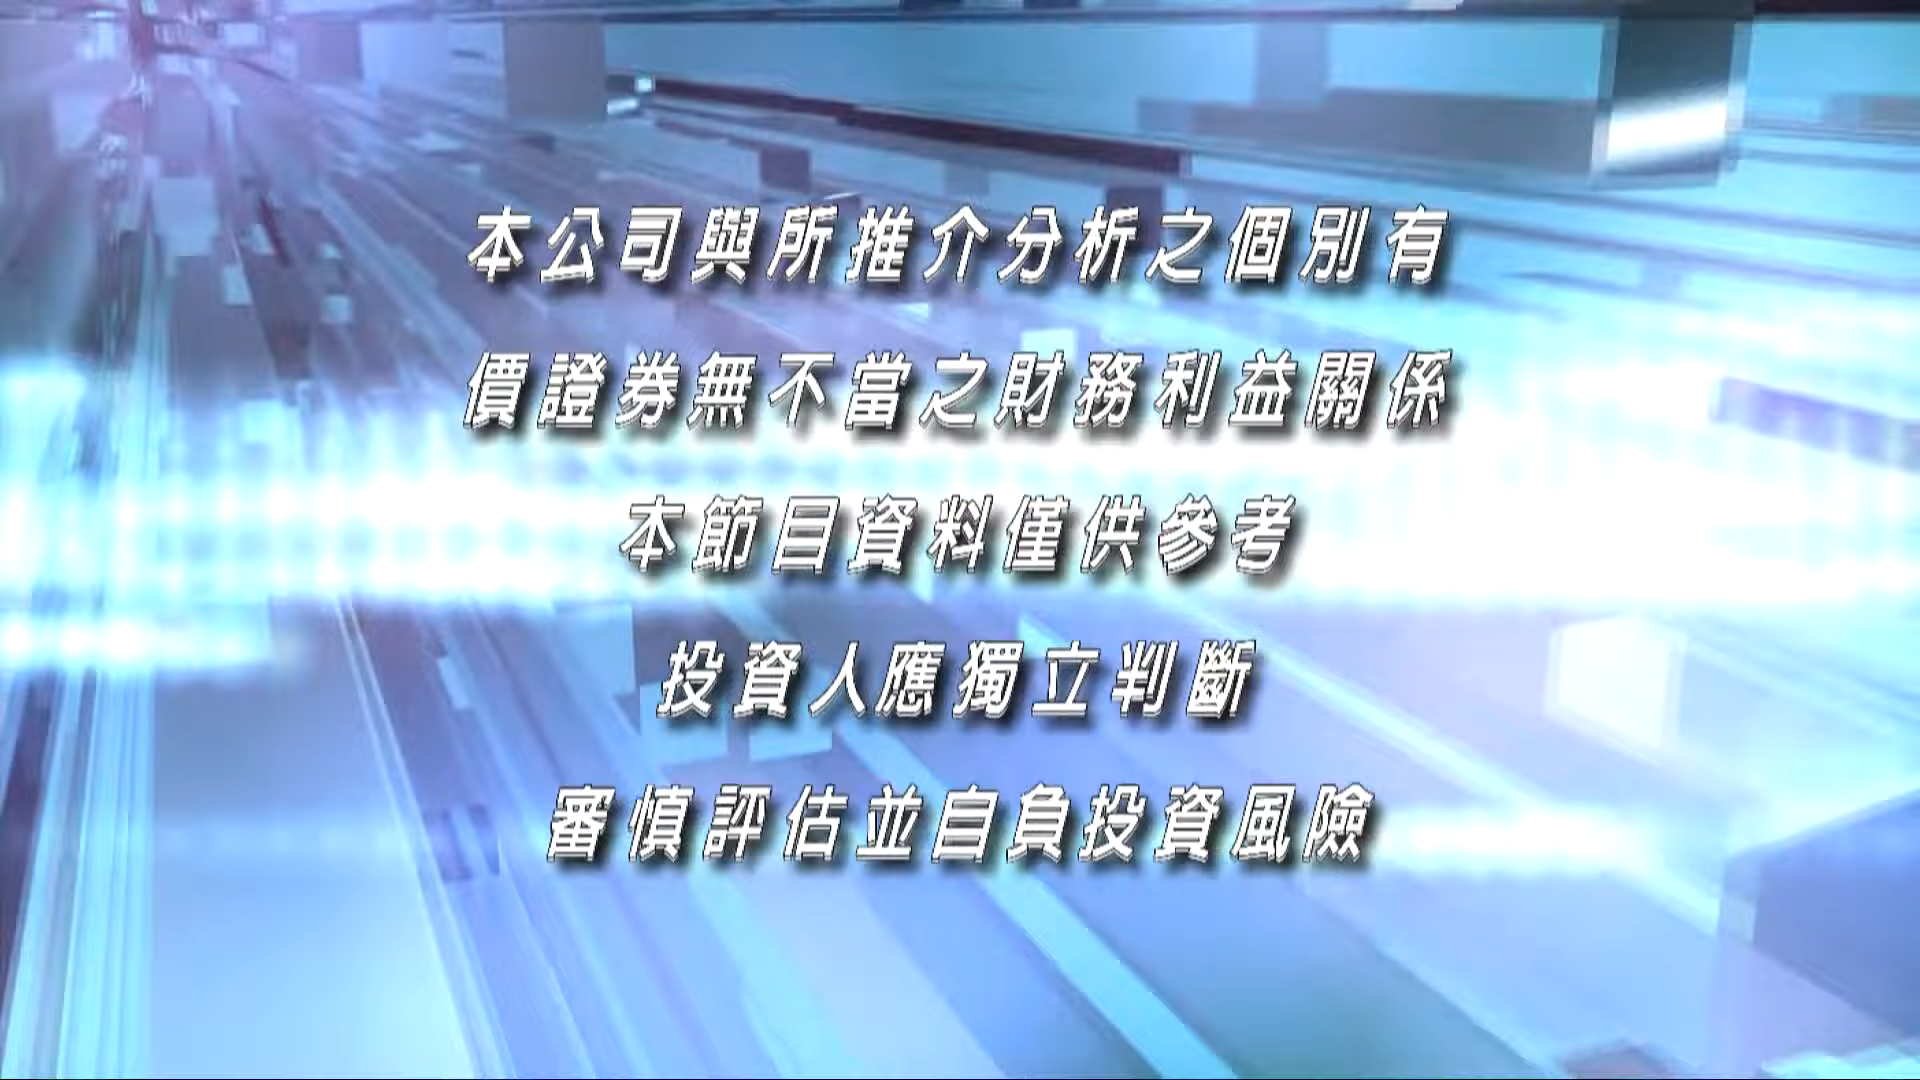 本公司與所推介分析之個別有
價證券無不當之財務利益關係
本節目資料僅供參考
投資人應獨立判斷
審慎評估並自負投資風險